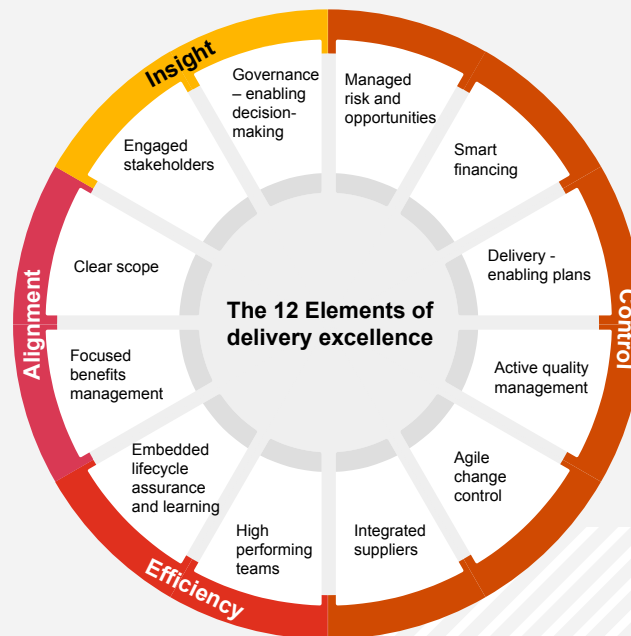 Insight
Governance
– enabling
decision-
making
Managed
risk and
opportunities
Engaged
stakeholders
Smart
financing
Clear scope
Delivery -
enabling plans
Alignment
The 12 Elements of
delivery excellence
Control
Focused
benefits
management
Active quality
management
Embedded
lifecycle
assurance
and learning
Agile
change
control
High
performing
teams
Integrated
suppliers
Efficiency